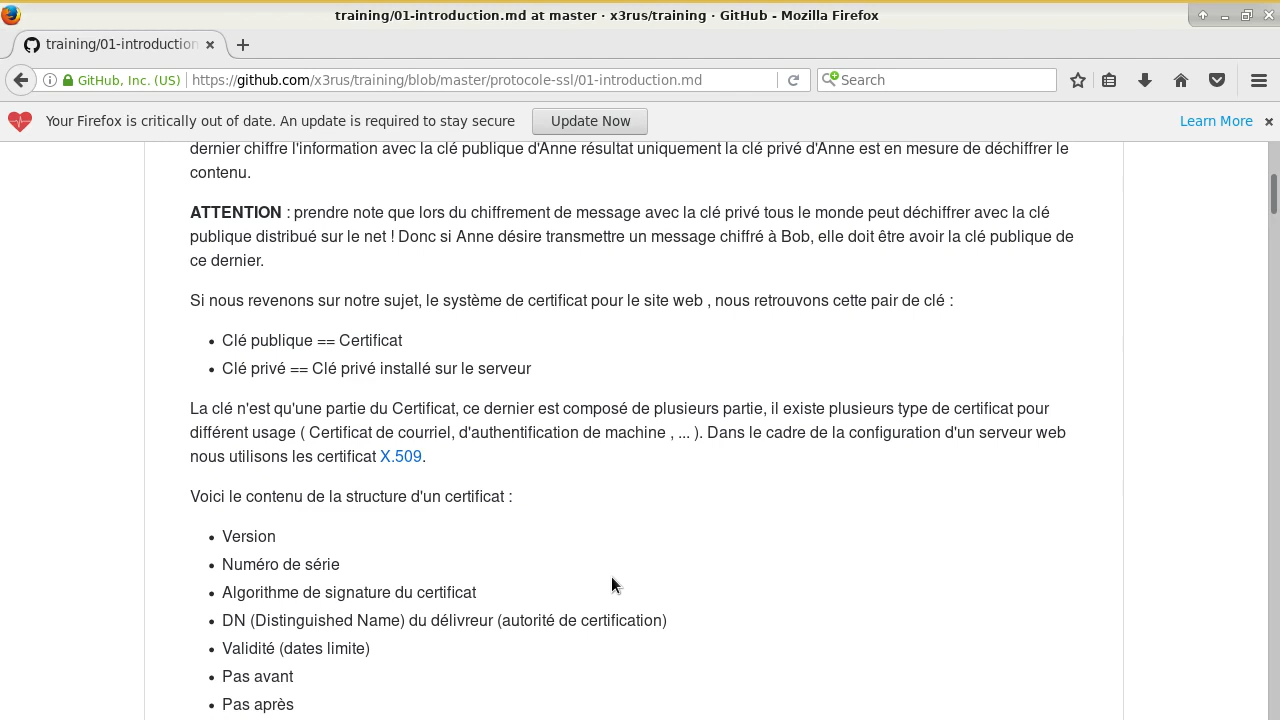 training/01-introduction.md at master · x3rus/training · GitHub - Mozilla Firefox
training/01-introduction
GitHub, Inc. (US)
https://github.com/x3rus/training/blob/master/protocole-ssl/01-introduction.md
Search
Your Firefox is critically out of date. An update is required to stay secure
Update Now
Learn More
dernier chiffre l'information avec la clé publique d'Anne résultat uniquement la clé privé d'Anne est en mesure de déchiffrer le
contenu.
ATTENTION : prendre note que lors du chiffrement de message avec la clé privé tous le monde peut déchiffrer avec la clé
publique distribué sur le net ! Donc si Anne désire transmettre un message chiffré à Bob, elle doit être avoir la clé publique de
ce dernier.
Si nous revenons sur notre sujet, le système de certificat pour le site web , nous retrouvons cette pair de clé :
• Clé publique == Certificat
• Clé privé == Clé privé installé sur le serveur
La clé n'est qu'une partie du Certificat, ce dernier est composé de plusieurs partie, il existe plusieurs type de certificat pour
différent usage ( Certificat de courriel, d'authentification de machine , ... ). Dans le cadre de la configuration d'un serveur web
nous utilisons les certificat X.509.
Voici le contenu de la structure d'un certificat :
• Version
• Numéro de série
• Algorithme de signature du certificat
• DN (Distinguished Name) du délivreur (autorité de certification)
• Validité (dates limite)
• Pas avant
• Pas après